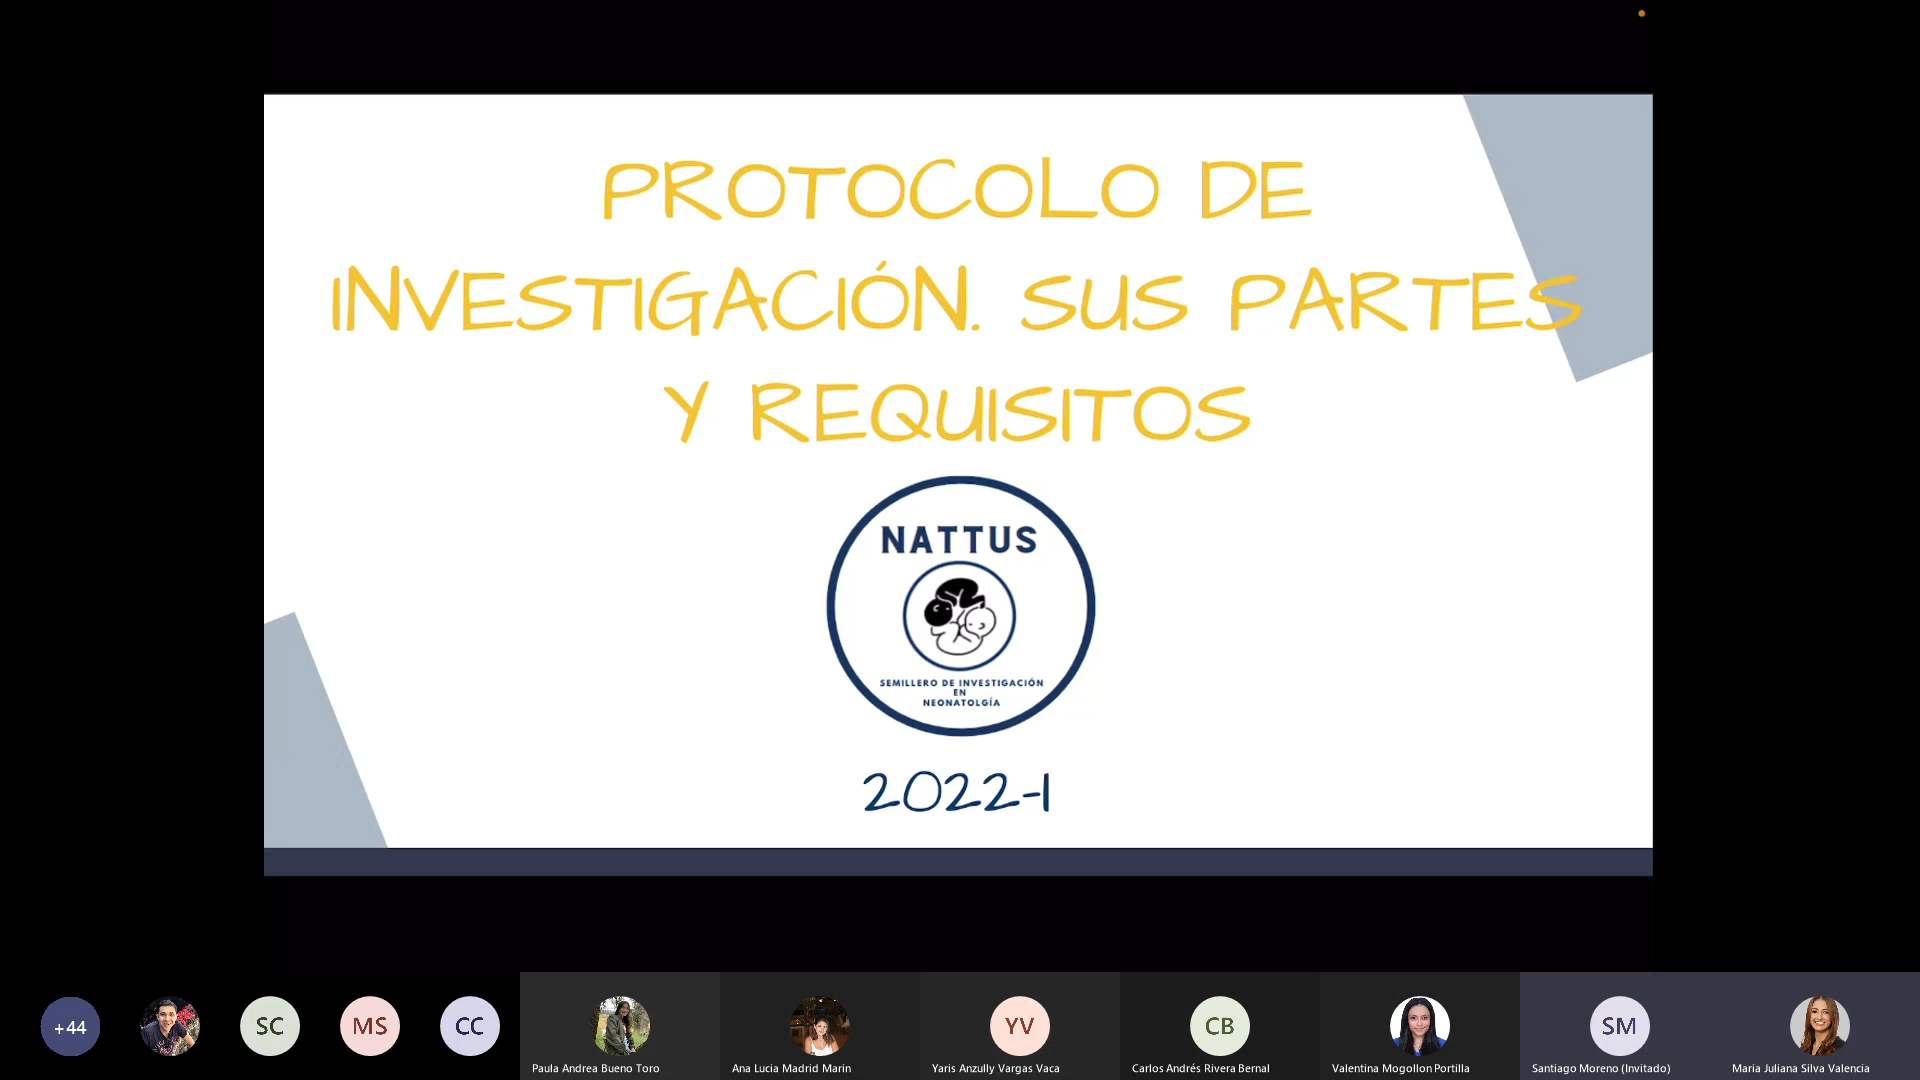 PROTOCOLO DE
INVESTIGACIÓN. SUS PARTES
Y REQUISITOS
NATTUS
SEMILLERO DE INVESTIGACIÓN
EN
NEONATOLGÍA
2022-1
+44
SC
MS
CC
YV
CB
SM
Paula Andrea Bueno Toro
Ana Lucia Madrid Marin
Yaris Anzully Vargas Vaca
Carlos Andrés Rivera Bernal
Valentina Mogollon Portilla
Santiago Moreno (Invitado)
Maria Juliana Silva Valencia